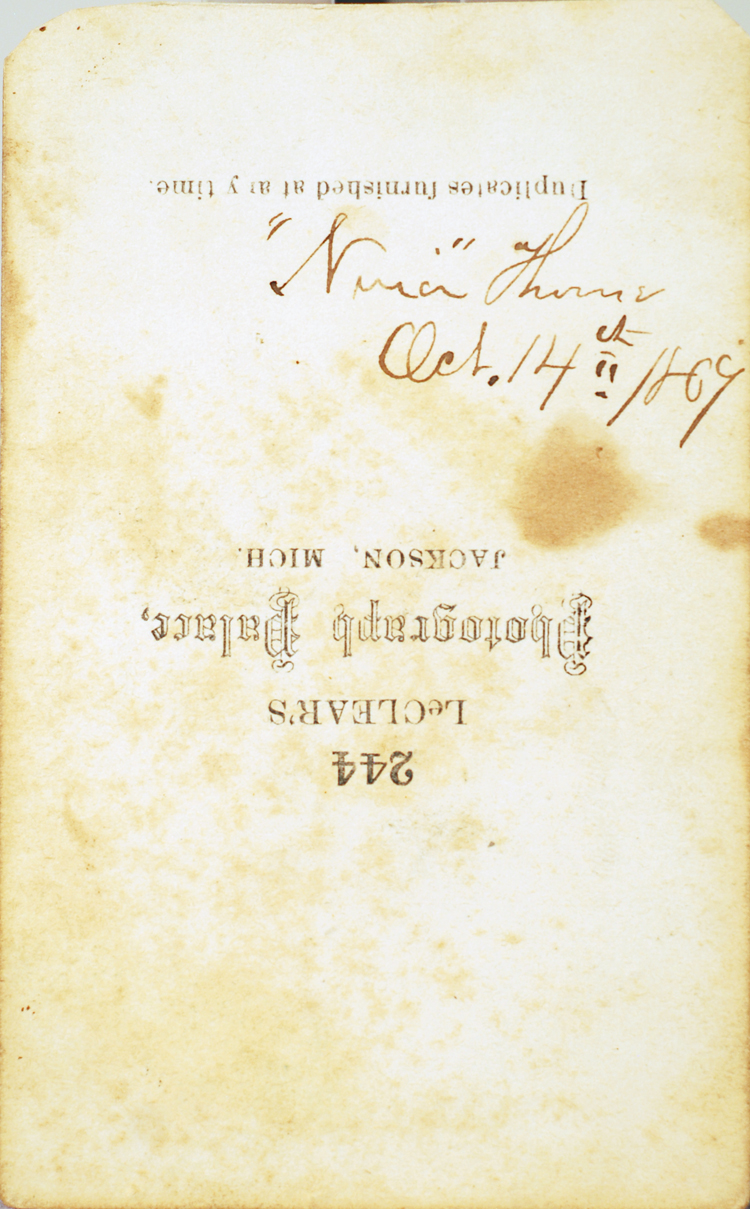 Duplicates furnished at any time.
"Nina" Thorne
Oct. 14th 1869
JACKSON, MICH.
Photograph Palace,
LeCLEAR'S
244